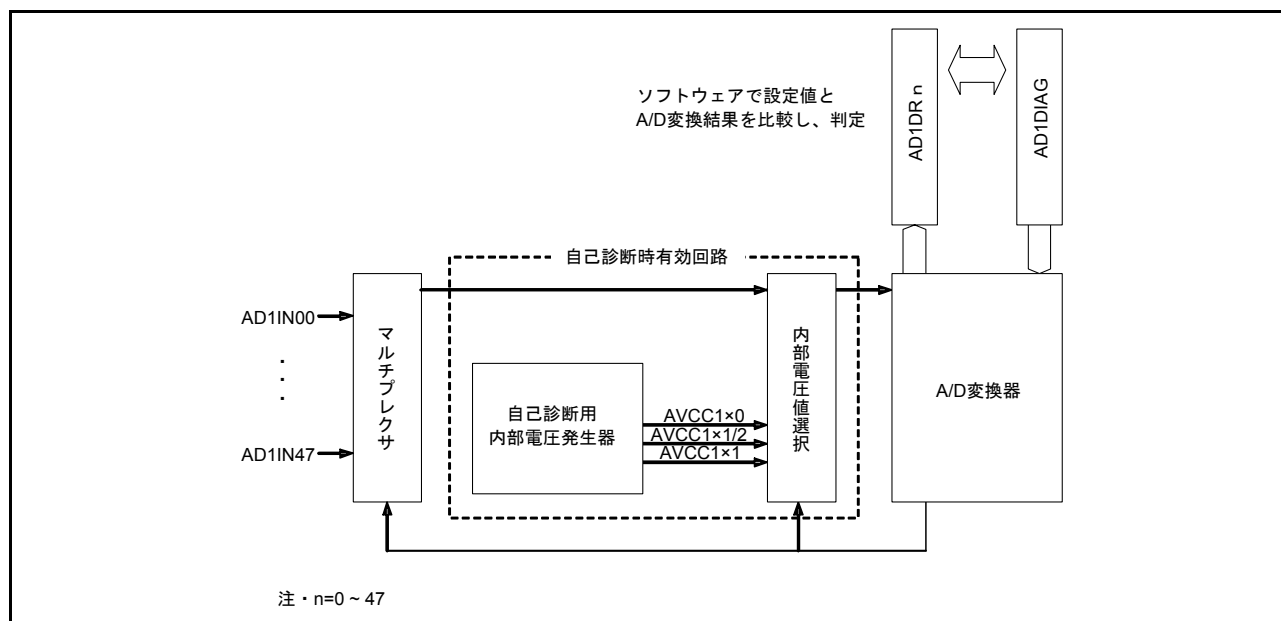 ソフトウェアで設定値と
A/D変換結果を比較し、判定
AD1DR n
AD1DIAG
自己診断時有効回路
AD1IN00
・
・
・
AD1IN47
マルチプレクサ
自己診断用
内部電圧発生器
AVCC1×0
AVCC1×1/2
AVCC1×1
内部電圧値選択
A/D変換器
注・n=0 ~ 47